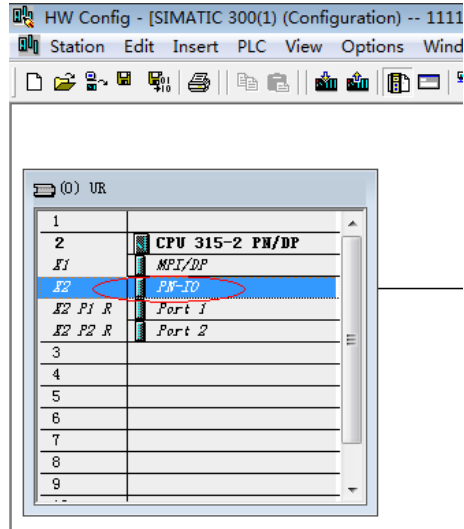 HW Config - [SIMATIC 300(1) (Configuration) -- 1111
Station Edit Insert PLC View Options Wind
(0) UR
1
2 CPU 315-2 PN/DP
X1 MPI/DP
X2 PN-IO
X2 P1 R Port 1
X2 P2 R Port 2
3
4
5
6
7
8
9